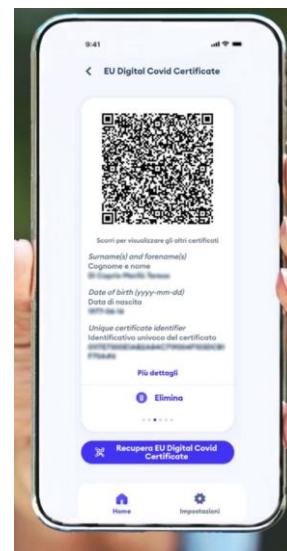 9:41
EU Digital Covid Certificate
Scorri per visualizzare gli altri certificati
Surname(s) and forename(s)
Cognome e nome
Date of birth (yyyy-mm-dd)
Data di nascita
Unique certificate identifier
Identificativo univoco del certificato
Più dettagli
Elimina
Recupera EU Digital Covid
Certificate
Home
Impostazioni